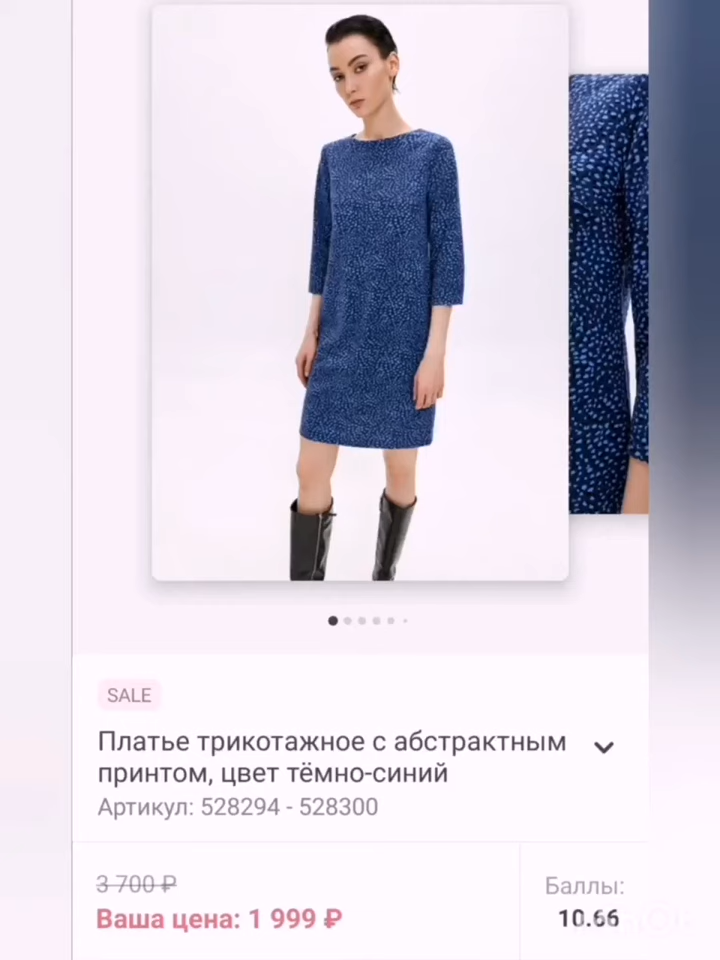 SALE
Платье трикотажное с абстрактным
принтом, цвет тёмно-синий
Артикул: 528294 - 528300
3 700 ₽
Баллы:
Ваша цена: 1 999 ₽
10.66